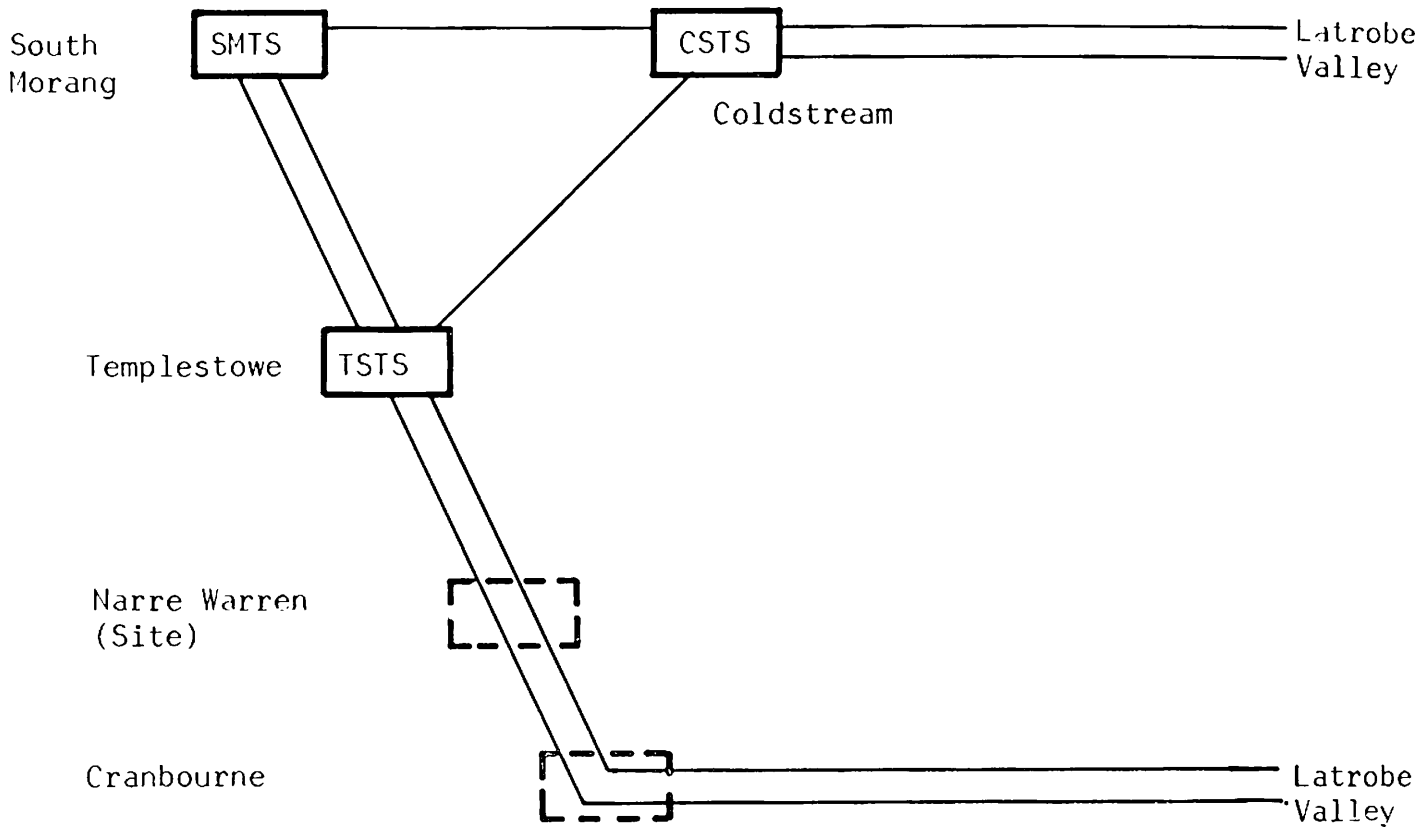 South
Morang
SMTS
CSTS
Latrobe
Valley
Coldstream
Templestowe
TSTS
Narre Warren
(Site)
Cranbourne
Latrobe
Valley